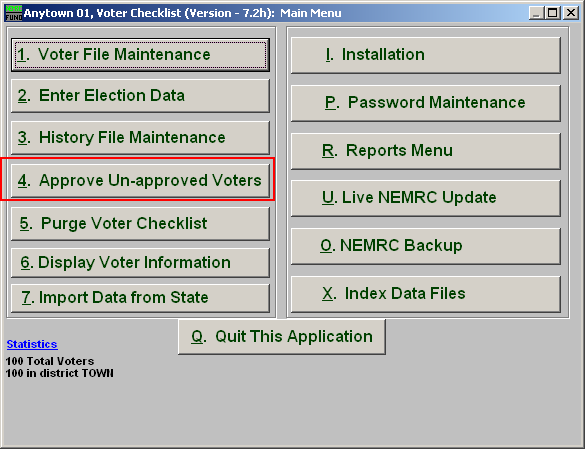 Anytown 01, Voter Checklist (Version - 7.2h): Main Menu
1. Voter File Maintenance
2. Enter Election Data
3. History File Maintenance
4. Approve Un-approved Voters
5. Purge Voter Checklist
6. Display Voter Information
7. Import Data from State
I. Installation
P. Password Maintenance
R. Reports Menu
U. Live NEMRC Update
O. NEMRC Backup
X. Index Data Files
Q. Quit This Application
Statistics
100 Total Voters
100 in district TOWN